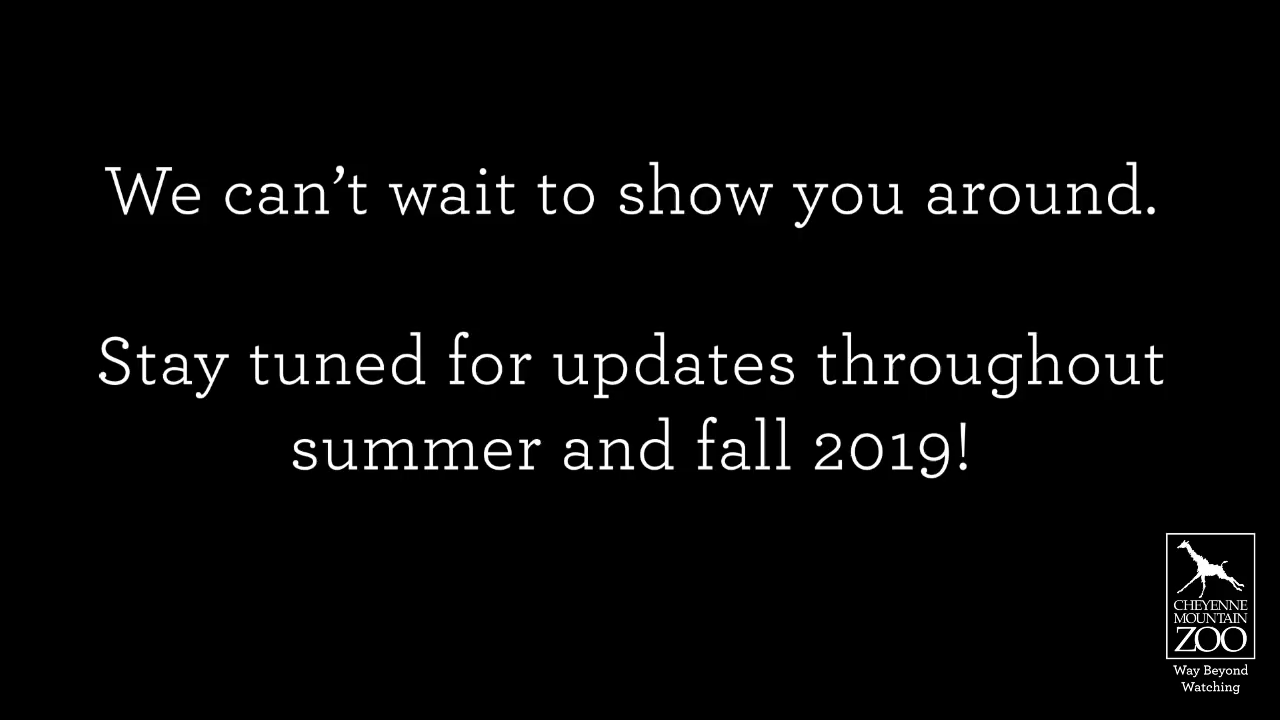 We can’t wait to show you around.
Stay tuned for updates throughout
summer and fall 2019!
CHEYENNE
MOUNTAIN
ZOO
Way Beyond
Watching